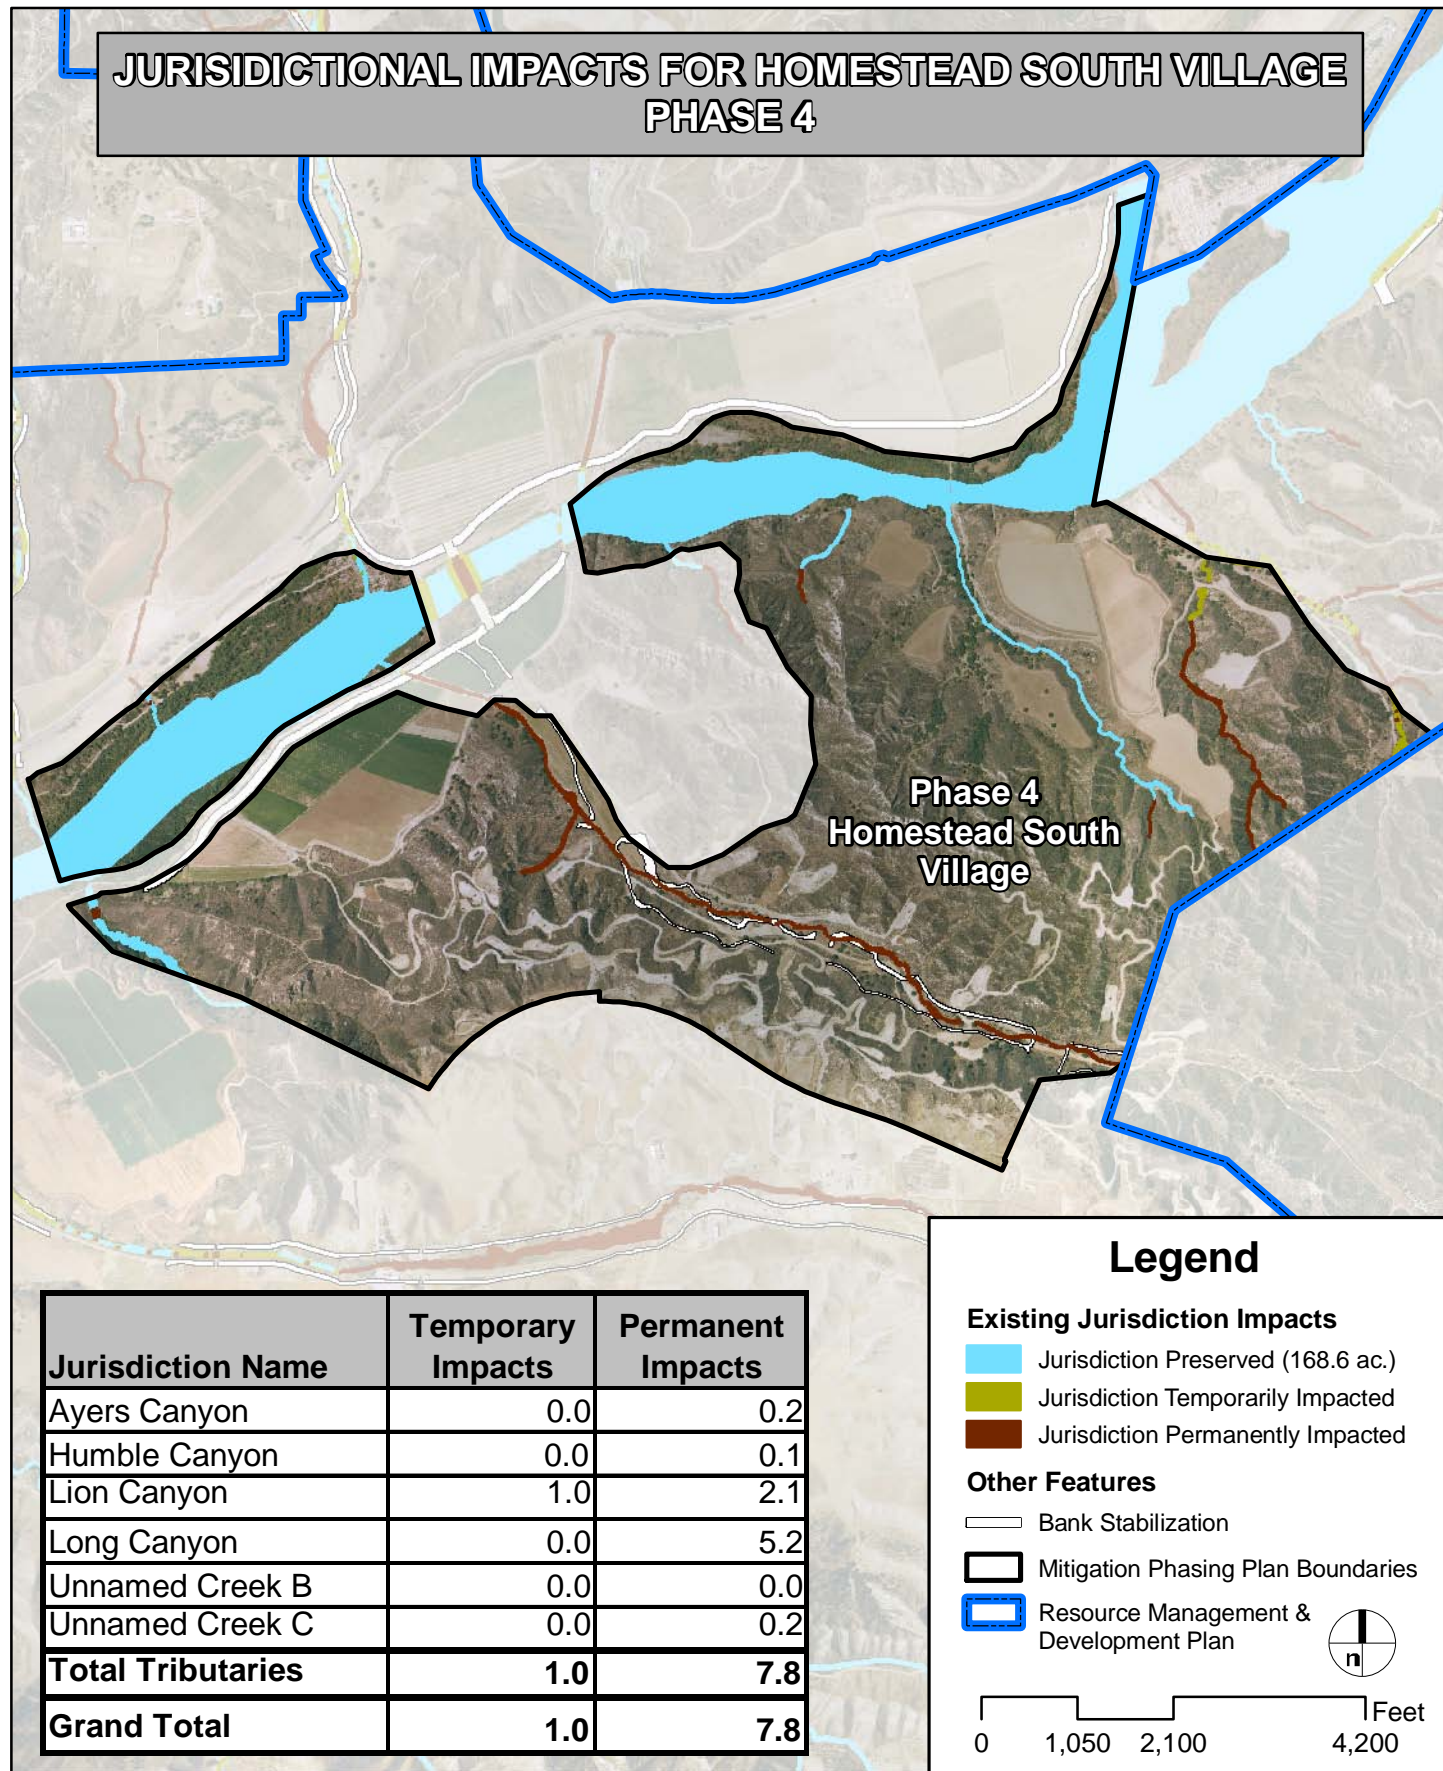 JURISIDICTIONAL IMPACTS FOR HOMESTEAD SOUTH VILLAGE
PHASE 4
Phase 4
Homestead South
Village
Jurisdiction Name Temporary Impacts Permanent Impacts
Ayers Canyon 0.0 0.2
Humble Canyon 0.0 0.1
Lion Canyon 1.0 2.1
Long Canyon 0.0 5.2
Unnamed Creek B 0.0 0.0
Unnamed Creek C 0.0 0.2
Total Tributaries 1.0 7.8
Grand Total 1.0 7.8
Legend
Existing Jurisdiction Impacts
Jurisdiction Preserved (168.6 ac.)
Jurisdiction Temporarily Impacted
Jurisdiction Permanently Impacted
Other Features
Bank Stabilization
Mitigation Phasing Plan Boundaries
Resource Management &
Development Plan
n
Feet
0 1,050 2,100 4,200